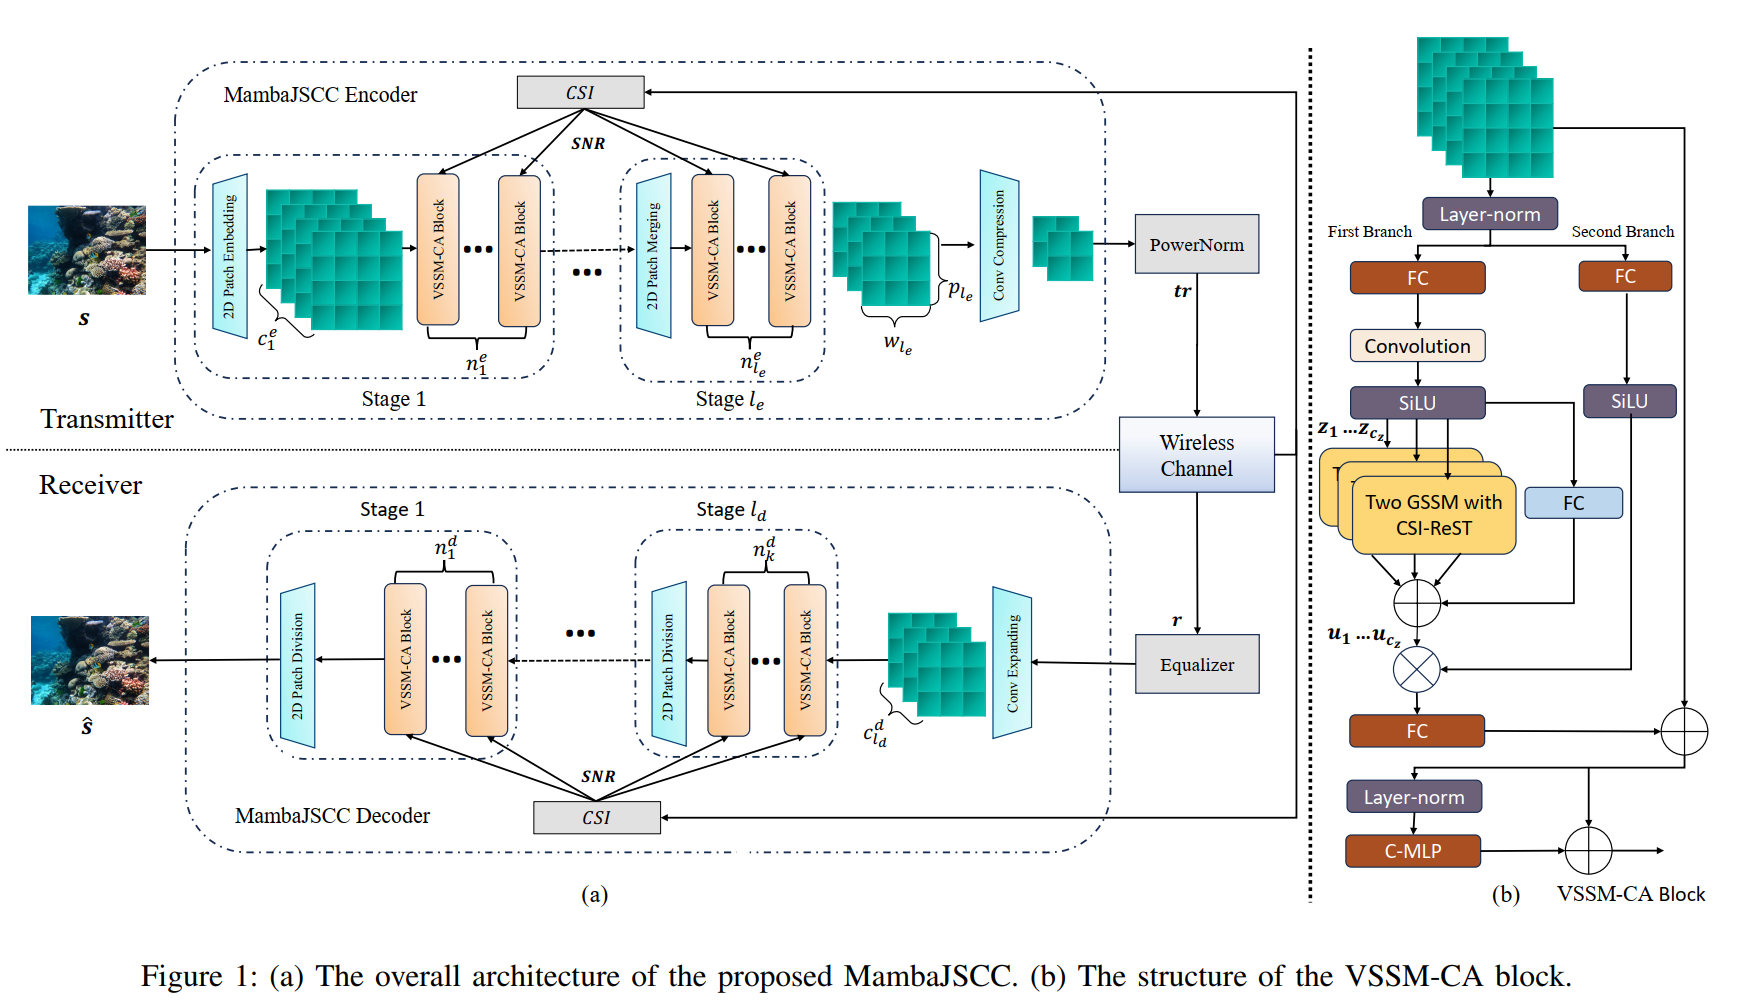 MambaJSCC Encoder
CSI
SNR
s
2D Patch Embedding
c_1^e
VSSM-CA Block
•••
VSSM-CA Block
n_1^e
Stage 1
•••
2D Patch Merging
VSSM-CA Block
•••
VSSM-CA Block
n_{l_e}^e
Stage l_e
p_{l_e}
w_{l_e}
Conv Compression
PowerNorm
tr
Transmitter
Wireless
Channel
Receiver
r
Equalizer
Conv Expanding
c_{l_d}^d
Stage l_d
n_k^d
2D Patch Division
VSSM-CA Block
•••
VSSM-CA Block
•••
Stage 1
n_1^d
2D Patch Division
VSSM-CA Block
•••
VSSM-CA Block
ŝ
SNR
CSI
MambaJSCC Decoder
(a)
Layer-norm
First Branch
Second Branch
FC
FC
Convolution
SiLU
SiLU
z_1 ...z_{c_z}
T
Two GSSM with
CSI-ReST
FC
u_1 ...u_{c_z}
FC
Layer-norm
C-MLP
(b)
VSSM-CA Block
Figure 1: (a) The overall architecture of the proposed MambaJSCC. (b) The structure of the VSSM-CA block.